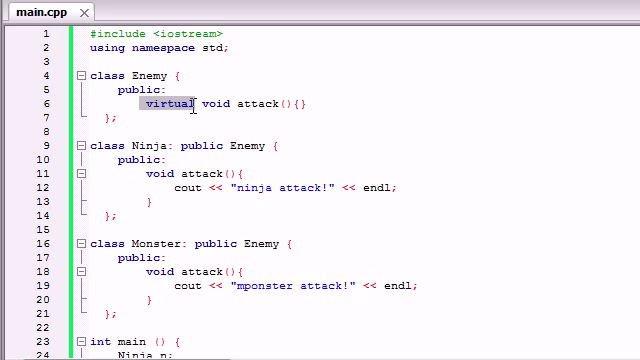 main.cpp
1 #include <iostream>
2 using namespace std;
3
4 class Enemy {
5 public:
6 virtual void attack(){}
7 };
8
9 class Ninja: public Enemy {
10 public:
11 void attack(){
12 cout << "ninja attack!" << endl;
13 }
14 };
15
16 class Monster: public Enemy {
17 public:
18 void attack(){
19 cout << "mponster attack!" << endl;
20 }
21 };
22
23 int main () {
24 Ninja n;